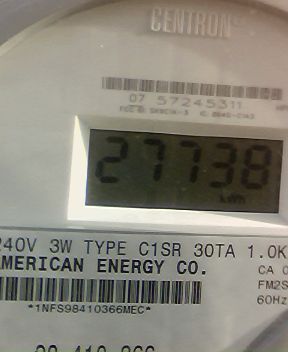 CENTRON
07 57245311
27738
kWh
240V 3W TYPE C1SR 30TA 1.0K
AMERICAN ENERGY CO.
CA 0
FM2S
60Hz
*1NFS98410366MEC*